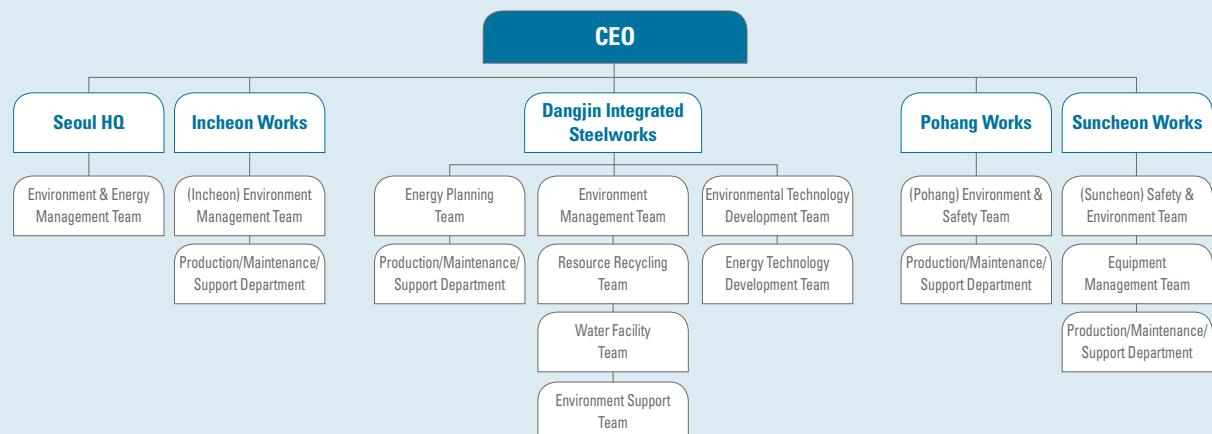 CEO
Seoul HQ
Environment & Energy
Management Team
Incheon Works
(Incheon) Environment
Management Team
Production/Maintenance/
Support Department
Dangjin Integrated
Steelworks
Energy Planning
Team
Production/Maintenance/
Support Department
Environment
Management Team
Resource Recycling
Team
Water Facility
Team
Environment Support
Team
Environmental Technology
Development Team
Energy Technology
Development Team
Pohang Works
(Pohang) Environment &
Safety Team
Production/Maintenance/
Support Department
Suncheon Works
(Suncheon) Safety &
Environment Team
Equipment
Management Team
Production/Maintenance/
Support Department